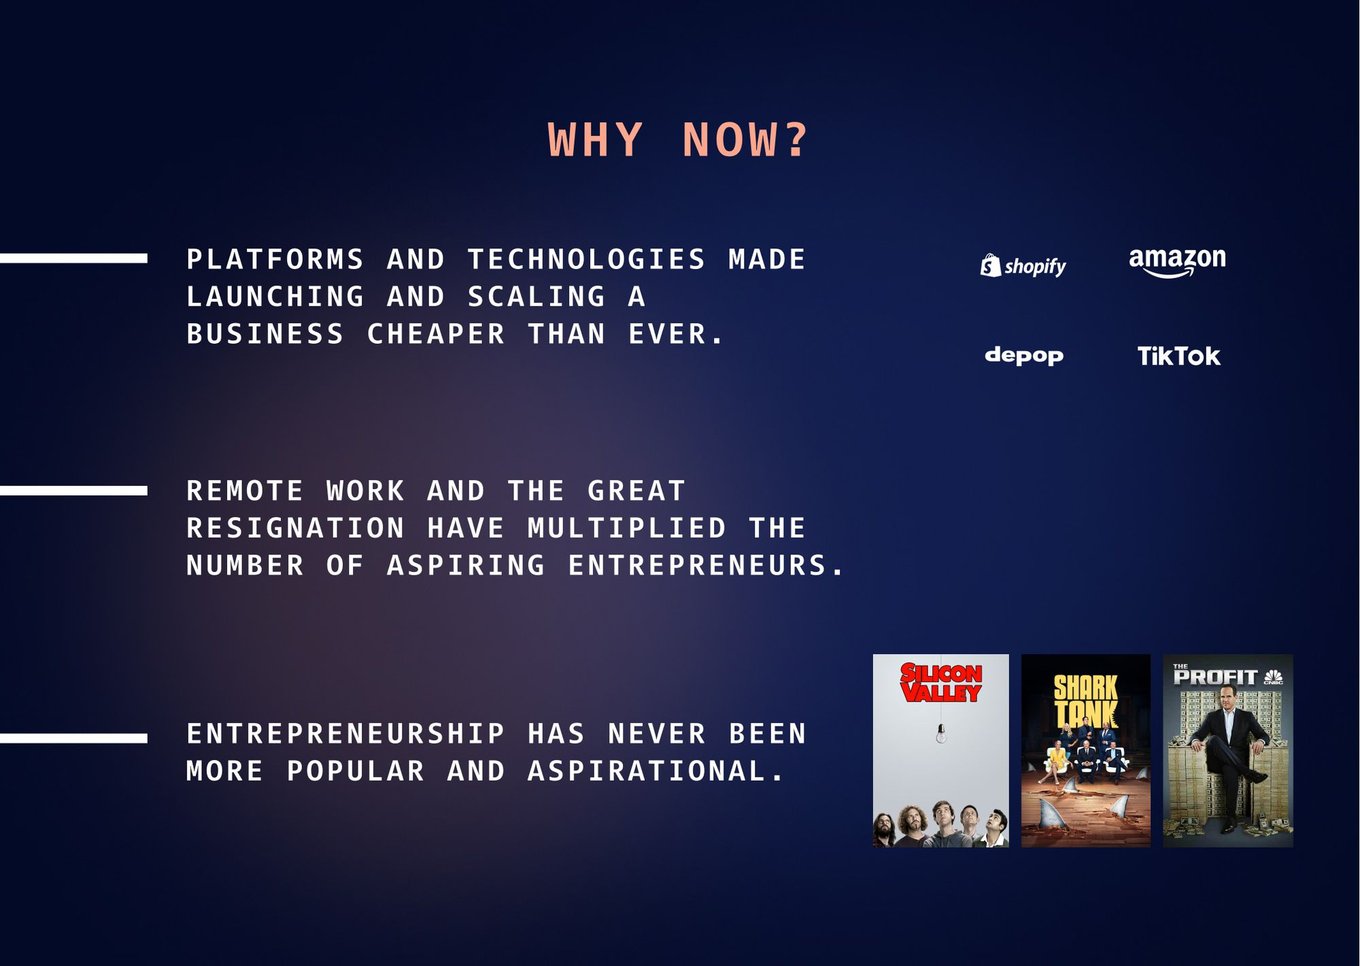 WHY NOW?
PLATFORMS AND TECHNOLOGIES MADE
LAUNCHING AND SCALING A
BUSINESS CHEAPER THAN EVER.
shopify
amazon
depop
TikTok
REMOTE WORK AND THE GREAT
RESIGNATION HAVE MULTIPLIED THE
NUMBER OF ASPIRING ENTREPRENEURS.
ENTREPRENEURSHIP HAS NEVER BEEN
MORE POPULAR AND ASPIRATIONAL.
SILICON
VALLEY
SHARK
TANK
THE
PROFIT
CNBC